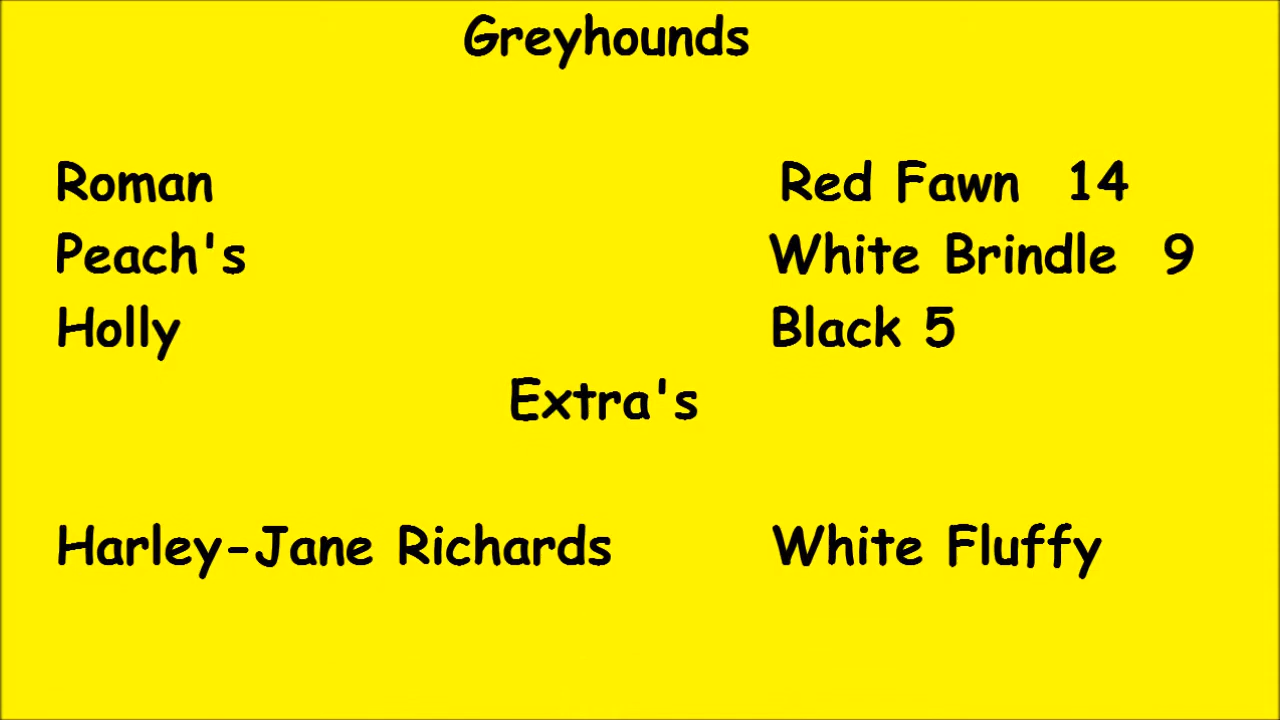 Greyhounds
Roman Red Fawn 14
Peach's White Brindle 9
Holly Black 5
Extra's
Harley-Jane Richards White Fluffy